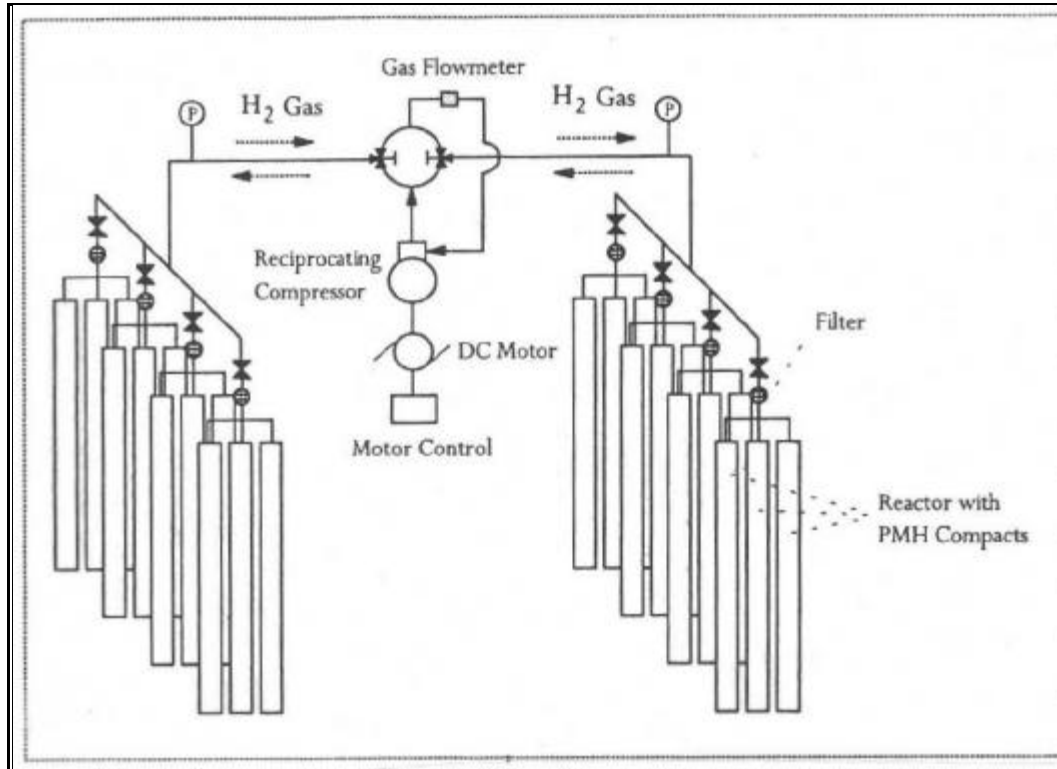 Gas Flowmeter
P
H2 Gas
H2 Gas
P
Reciprocating
Compressor
DC Motor
Motor Control
Filter
Reactor with
PMH Compacts